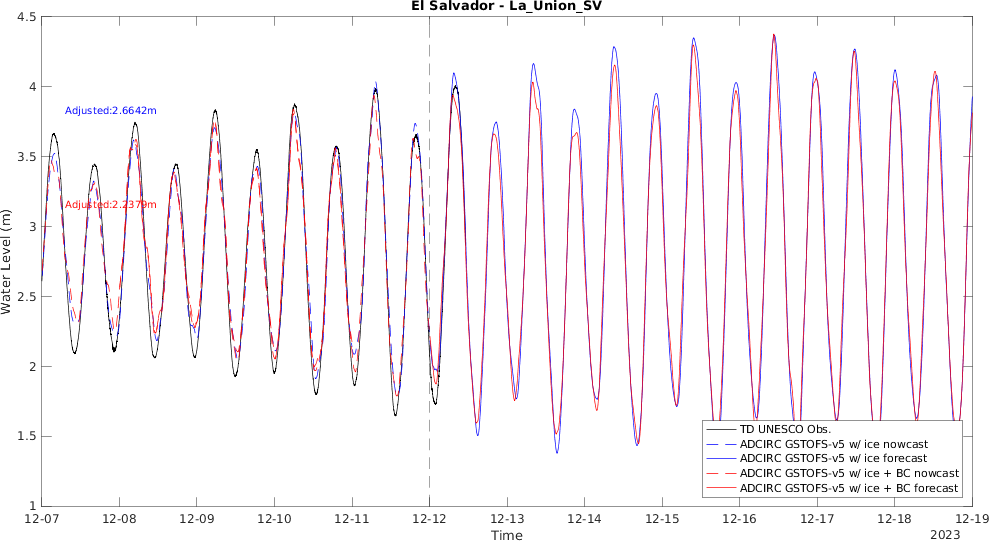 El Salvador - La_Union_SV
Water Level (m)
4.5
4
3.5
3
2.5
2
1.5
1
Adjusted:2.6642m
Adjusted:2.2379m
TD UNESCO Obs.
ADCIRC GSTOFS-v5 w/ ice nowcast
ADCIRC GSTOFS-v5 w/ ice forecast
ADCIRC GSTOFS-v5 w/ ice + BC nowcast
ADCIRC GSTOFS-v5 w/ ice + BC forecast
12-07 12-08 12-09 12-10 12-11 12-12 12-13 12-14 12-15 12-16 12-17 12-18 12-19
Time
2023